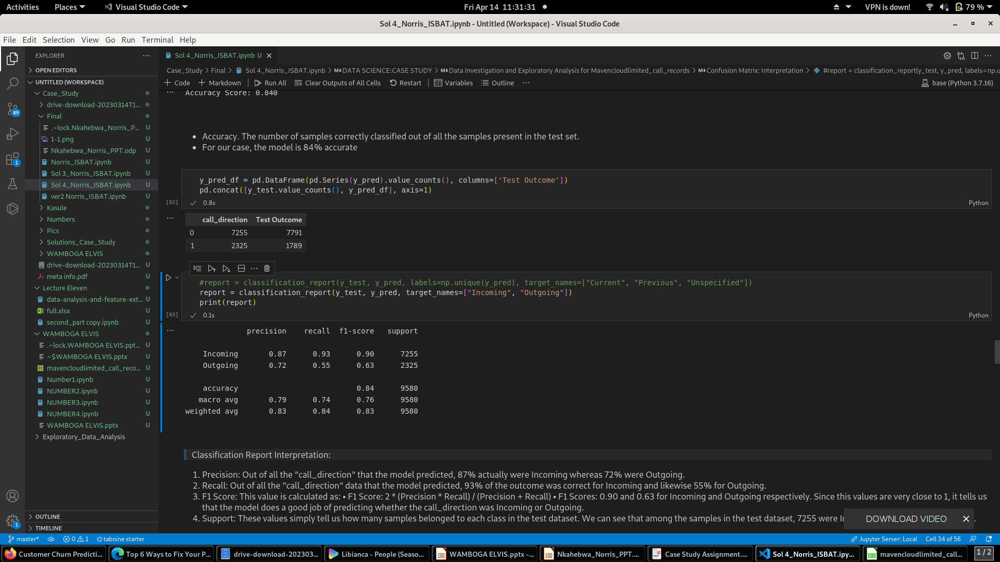 Activities Places Visual Studio Code Fri Apr 14 11:31:31 VPN is down! 79 %
Sol 4_Norris_ISBAT.ipynb - Untitled (Workspace) - Visual Studio Code
File Edit Selection View Go Run Terminal Help
EXPLORER
OPEN EDITORS
UNTITLED (WORKSPACE)
Case_Study
drive-download-20230314T1...
Final
.~lock.Nkahebwa_Norris_P... U
1-1.png U
Nkahebwa_Norris_PPT.odp U
Norris_ISBAT.ipynb U
Sol 3_Norris_ISBAT.ipynb U
Sol 4_Norris_ISBAT.ipynb U
ver2 Norris_ISBAT.ipynb U
Kasule
Numbers
Pics
Solutions_Case_Study
WAMBOGA ELVIS
drive-download-20230314T1... U
meta info.pdf U
Lecture Eleven
data-analysis-and-feature-ext... U
full.xlsx U
second_part copy.ipynb U
WAMBOGA ELVIS
.~lock.WAMBOGA ELVIS.ppt... U
~$WAMBOGA ELVIS.pptx U
mavencloudlimited_call_reco... U
Number1.ipynb U
NUMBER2.ipynb U
NUMBER3.ipynb U
NUMBER4.ipynb U
WAMBOGA ELVIS.pptx U
Exploratory_Data_Analysis
OUTLINE
TIMELINE
89
1
1
Sol 4_Norris_ISBAT.ipynb U
Case_Study > Final > Sol 4_Norris_ISBAT.ipynb > M↓DATA SCIENCE:CASE STUDY > M↓Data Investigation and Exploratory Analysis for Mavencloudlimited_call_records > M↓Confusion Matrix: Interpretation > #report = classification_report(y_test, y_pred, labels=np.u
+ Code + Markdown Run All Clear Outputs of All Cells Restart Variables Outline ... base (Python 3.7.16)
Accuracy Score: 0.840
• Accuracy. The number of samples correctly classified out of all the samples present in the test set.
• For our case, the model is 84% accurate
y_pred_df = pd.DataFrame(pd.Series(y_pred).value_counts(), columns=['Test Outcome'])
pd.concat([y_test.value_counts(), y_pred_df], axis=1)
[82] 0.8s Python
call_direction Test Outcome
0 7255 7791
1 2325 1789
#report = classification_report(y_test, y_pred, labels=np.unique(y_pred), target_names=["Current", "Previous", "Unspecified"])
report = classification_report(y_test, y_pred, target_names=["Incoming", "Outgoing"])
print(report)
[83] 0.1s Python
precision recall f1-score support
Incoming 0.87 0.93 0.90 7255
Outgoing 0.72 0.55 0.63 2325
accuracy 0.84 9580
macro avg 0.79 0.74 0.76 9580
weighted avg 0.83 0.84 0.83 9580
Classification Report Interpretation:
1. Precision: Out of all the "call_direction" that the model predicted, 87% actually were Incoming whereas 72% were Outgoing.
2. Recall: Out of all the "call_direction" data that the model predicted, 93% of the outcome was correct for Incoming and likewise 55% for Outgoing.
3. F1 Score: This value is calculated as: • F1 Score: 2 * (Precision * Recall) / (Precision + Recall) • F1 Scores: 0.90 and 0.63 for Incoming and Outgoing respectively. Since this values are very close to 1, it tells us
that the model does a good job of predicting whether the call_direction was Incoming or Outgoing.
4. Support: These values simply tell us how many samples belonged to each class in the test dataset. We can see that among the samples in the test dataset, 7255 were
DOWNLOAD VIDEO
master* 0 1 tabnine starter Jupyter Server: Local Cell 34 of 56
Customer Churn Predicti... Top 6 Ways to Fix Your P... drive-download-202303... Libianca - People (Seaso... WAMBOGA ELVIS.pptx -... Nkahebwa_Norris_PPT.... Case Study Assignment.... Sol 4_Norris_ISBAT.ipy... mavencloudlimited_call... 1 / 2